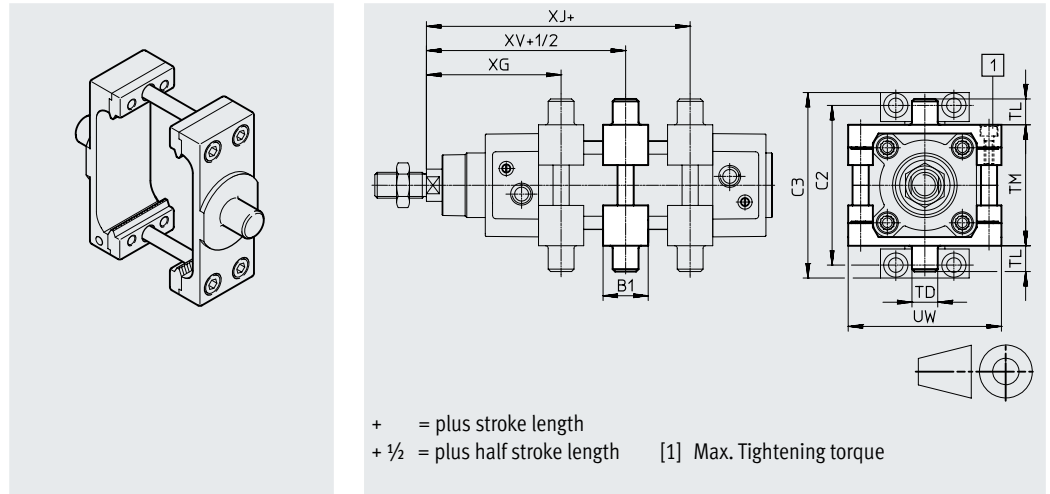 XJ+
XV+1/2
XG
B1
1
C3
C2
TL
TM
TL
TD
UW
+ = plus stroke length
+ ½ = plus half stroke length [1] Max. Tightening torque